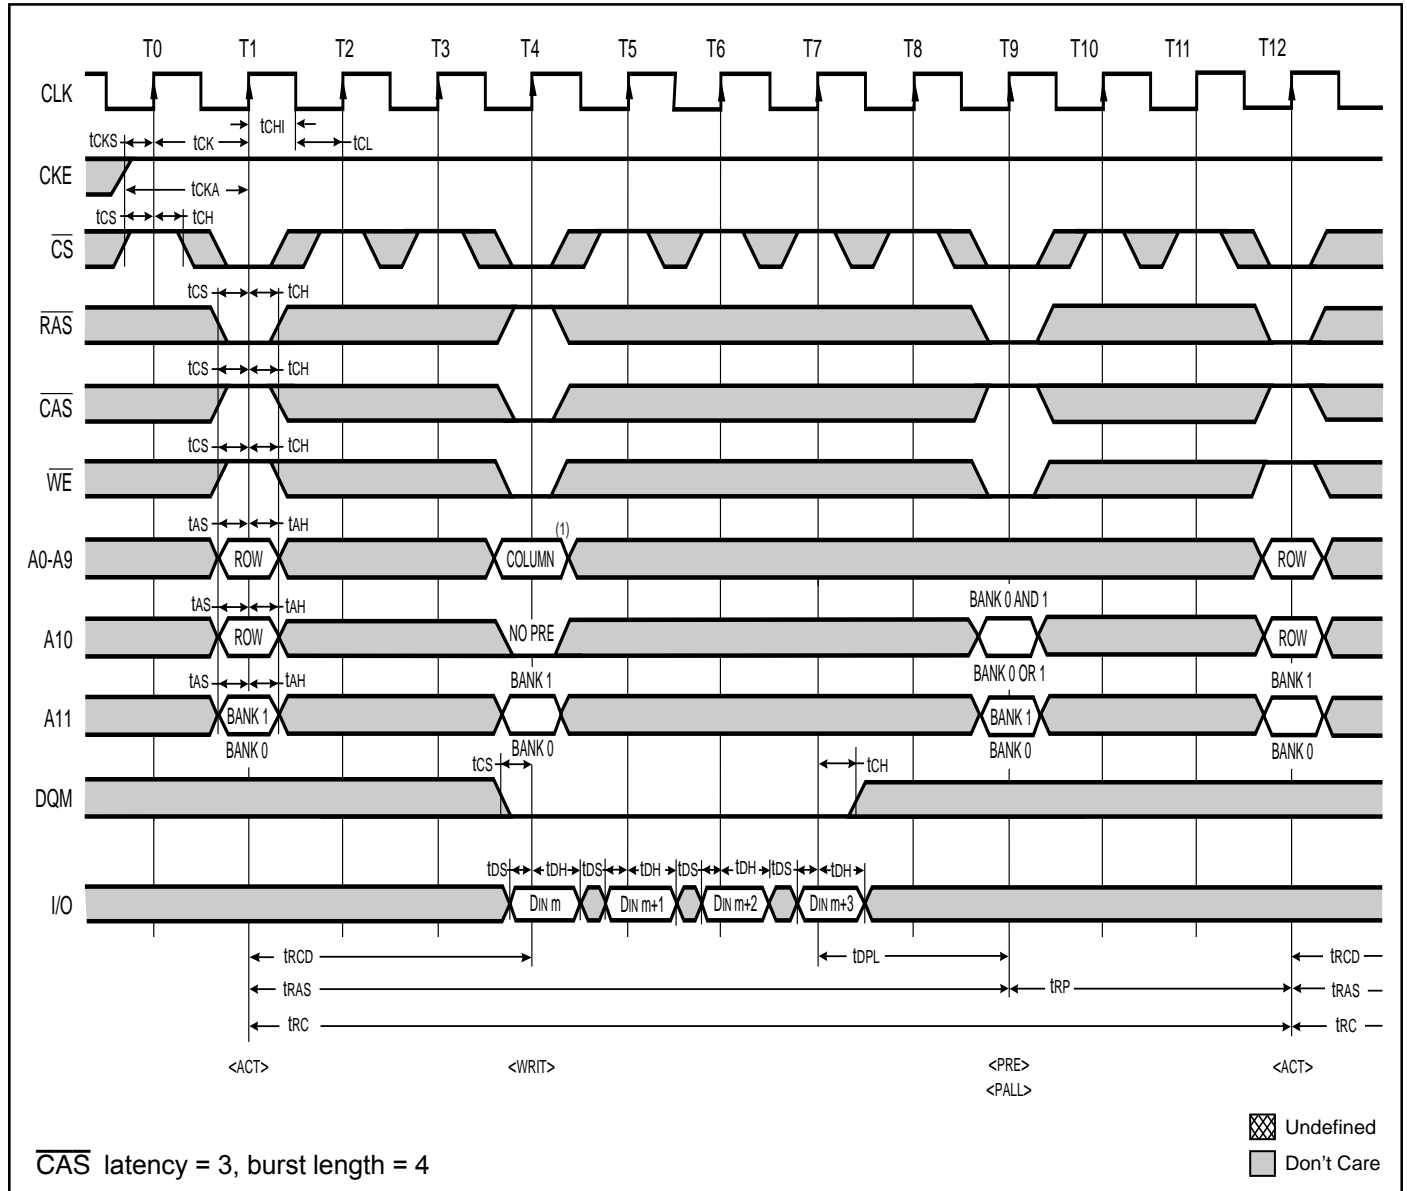 T0 T1 T2 T3 T4 T5 T6 T7 T8 T9 T10 T11 T12
CLK
tCHI
tCKS tCK tCL
CKE
tCKA
tCS tCH
CS
tCS tCH
RAS
tCS tCH
CAS
tCS tCH
WE
tAS tAH (1)
A0-A9 ROW COLUMN ROW
tAS tAH BANK 0 AND 1
A10 ROW NO PRE ROW
tAS tAH BANK 1 BANK 0 OR 1 BANK 1
A11 BANK 1 BANK 1
BANK 0 BANK 0 BANK 0 BANK 0
tCS tCH
DQM
tDS tDH tDS tDH tDS tDH tDS tDH
I/O DIN m DIN m+1 DIN m+2 DIN m+3
tRCD tDPL tRCD
tRAS tRP tRAS
tRC tRC
<ACT> <WRIT> <PRE> <ACT>
<PALL>
Undefined
CAS latency = 3, burst length = 4 Don't Care